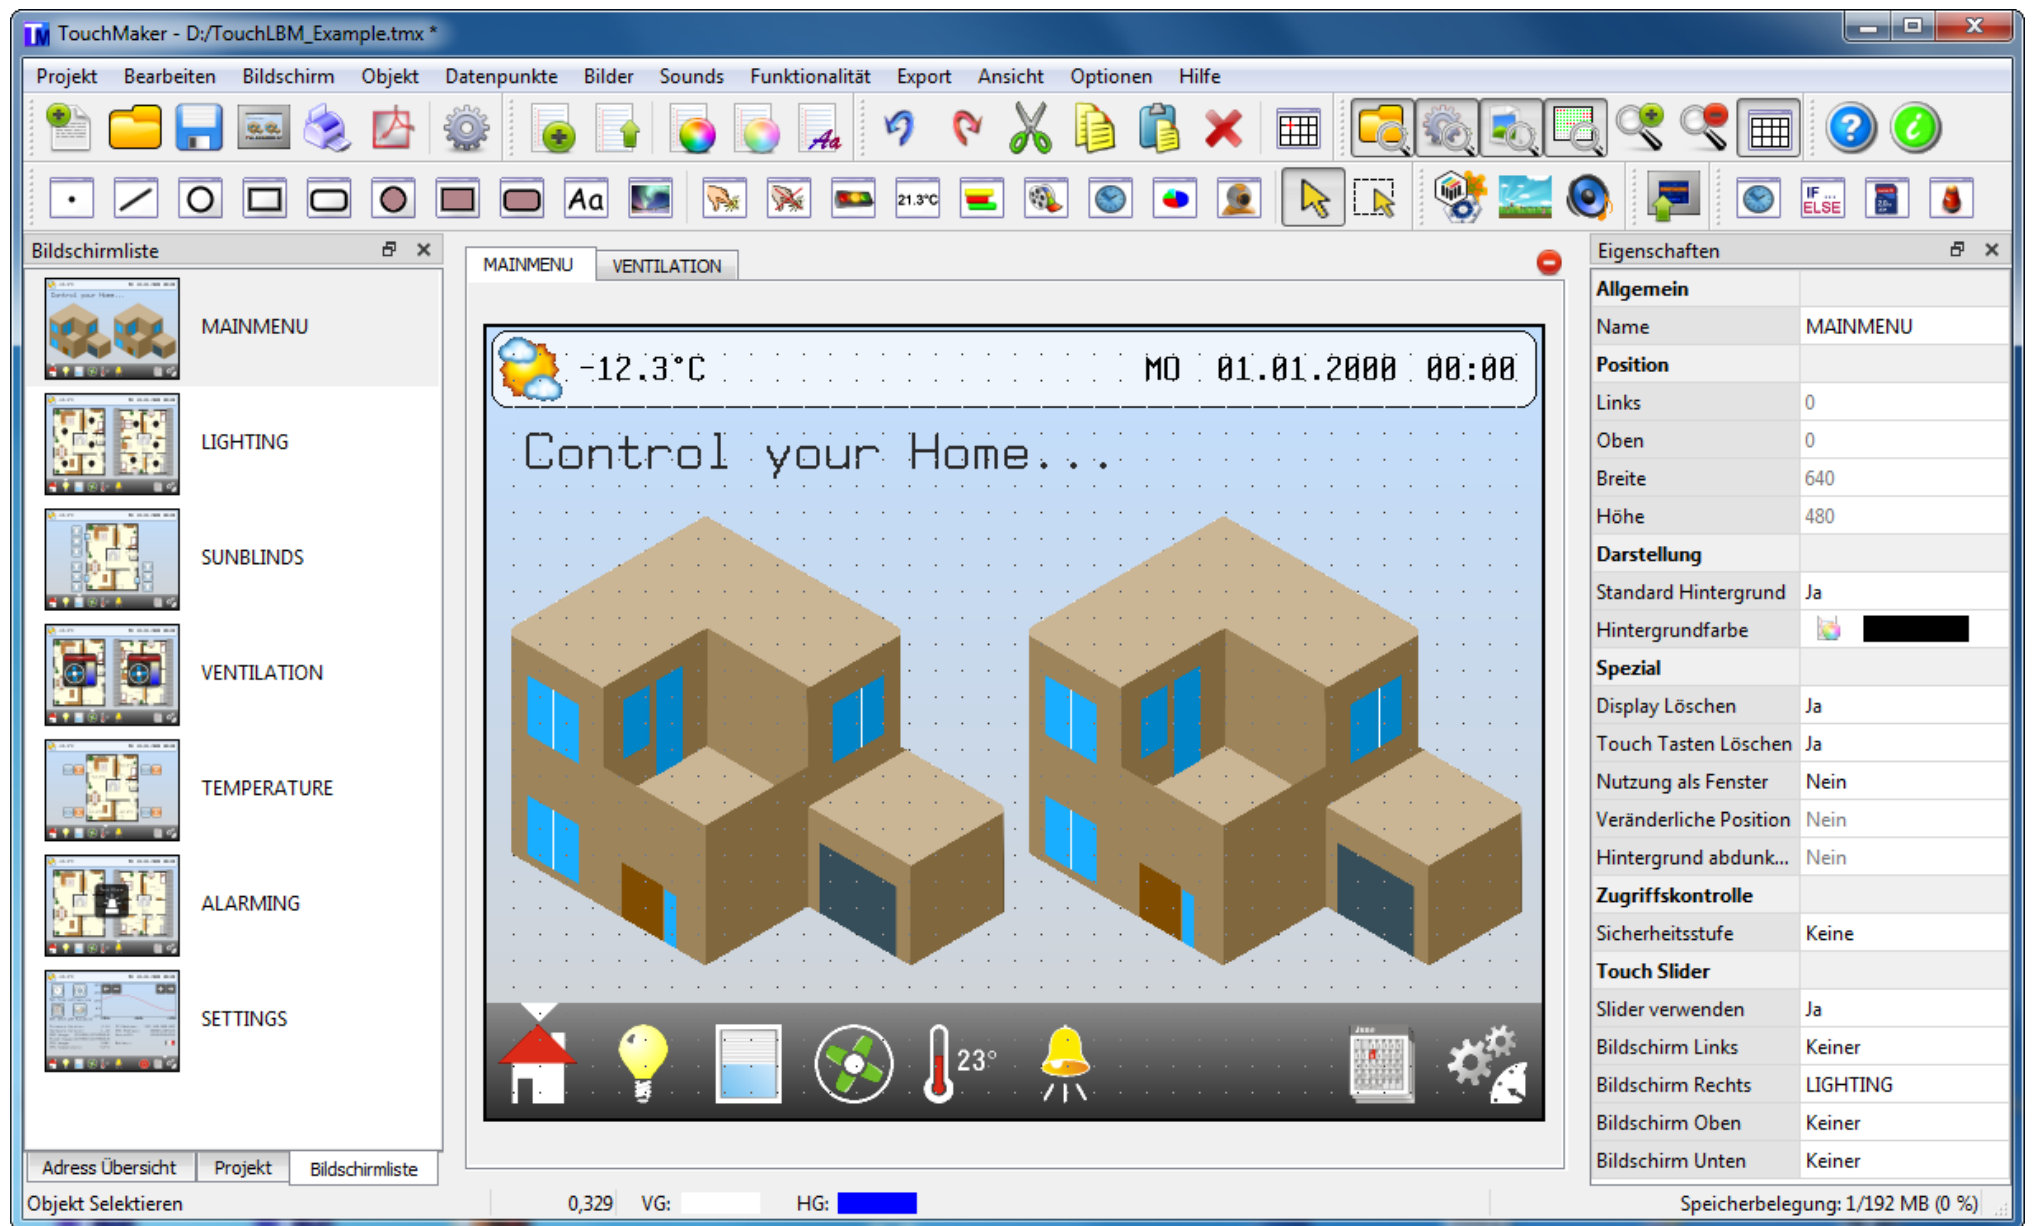 TM TouchMaker - D:/TouchLBM_Example.tmx *
Projekt Bearbeiten Bildschirm Objekt Datenpunkte Bilder Sounds Funktionalität Export Ansicht Optionen Hilfe
Aa
Aa 21.3°C IF ... ELSE
Bildschirmliste
MAINMENU
LIGHTING
SUNBLINDS
VENTILATION
TEMPERATURE
ALARMING
SETTINGS
Adress Übersicht Projekt Bildschirmliste
MAINMENU VENTILATION
-12.3°C MO 01.01.2000 00:00
Control your Home...
23°
June
Eigenschaften
Allgemein
Name MAINMENU
Position
Links 0
Oben 0
Breite 640
Höhe 480
Darstellung
Standard Hintergrund Ja
Hintergrundfarbe
Spezial
Display Löschen Ja
Touch Tasten Löschen Ja
Nutzung als Fenster Nein
Veränderliche Position Nein
Hintergrund abdunk... Nein
Zugriffskontrolle
Sicherheitsstufe Keine
Touch Slider
Slider verwenden Ja
Bildschirm Links Keiner
Bildschirm Rechts LIGHTING
Bildschirm Oben Keiner
Bildschirm Unten Keiner
Objekt Selektieren 0,329 VG: HG: Speicherbelegung: 1/192 MB (0 %)